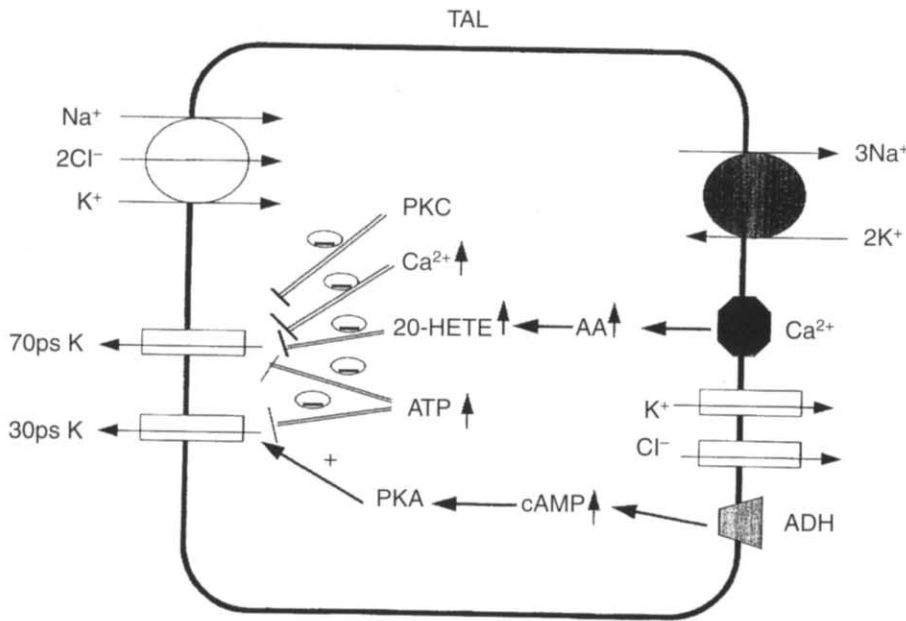 TAL
Na⁺
2Cl⁻
K⁺
3Na⁺
2K⁺
PKC
Ca²⁺
70ps K
20-HETE
AA
Ca²⁺
30ps K
ATP
K⁺
Cl⁻
+
PKA
cAMP
ADH